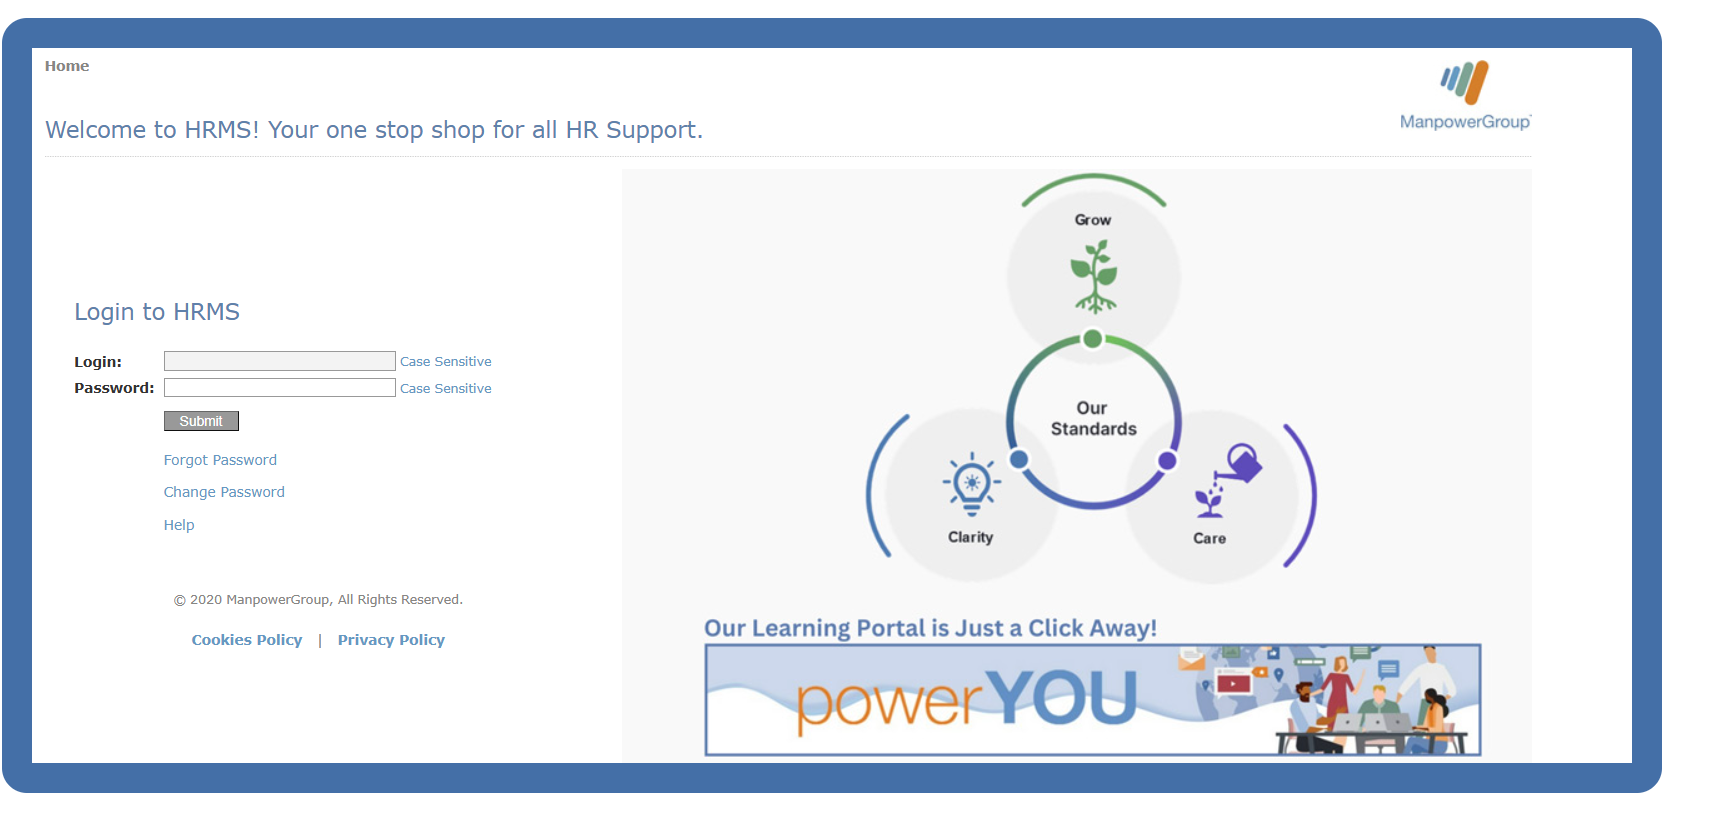 Home
ManpowerGroup
Welcome to HRMS! Your one stop shop for all HR Support.
Login to HRMS
Login: Case Sensitive
Password: Case Sensitive
Submit
Forgot Password
Change Password
Help
© 2020 ManpowerGroup, All Rights Reserved.
Cookies Policy | Privacy Policy
Grow
Our
Standards
Clarity
Care
Our Learning Portal is Just a Click Away!
powerYOU